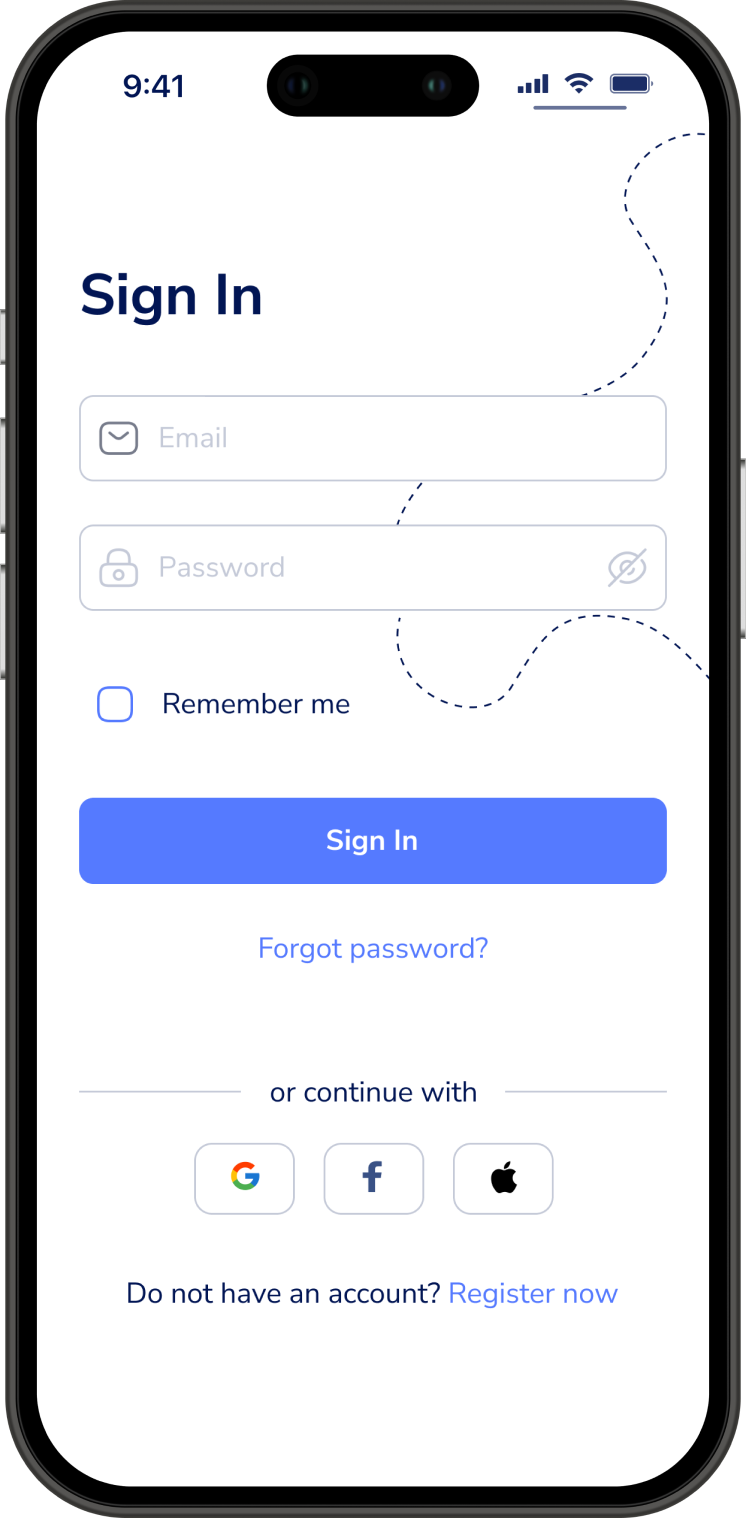 9:41
Sign In
Email
Password
Remember me
Sign In
Forgot password?
or continue with
Do not have an account? Register now